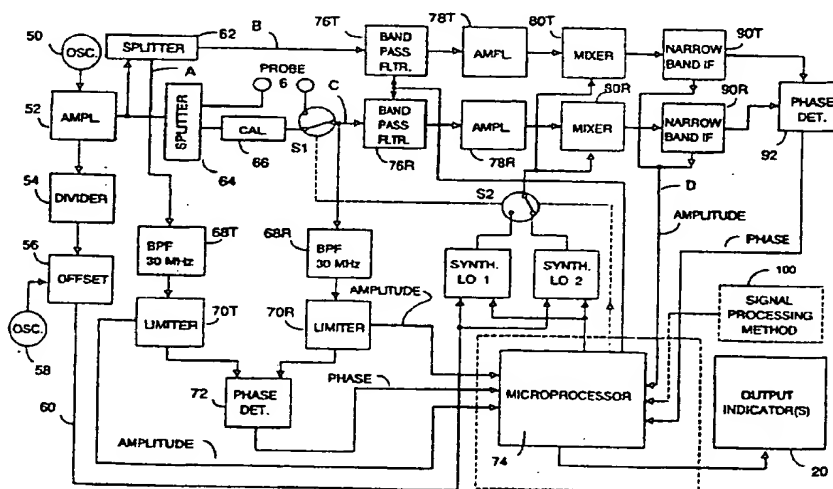 50
OSC.
SPLITTER
62
B
76T
BAND
PASS
FLTR.
78T
AMPL.
80T
MIXER
90T
NARROW
BAND IF
A
PROBE
6
C
52
AMPL.
SPLITTER
64
CAL
66
S1
BAND
PASS
FLTR.
76R
AMPL.
78R
80R
MIXER
90R
NARROW
BAND IF
PHASE
DET.
92
54
DIVIDER
S2
D
AMPLITUDE
56
OFFSET
68T
BPF
30 MHz
68R
BPF
30 MHz
SYNTH.
LO 1
SYNTH.
LO 2
PHASE
100
SIGNAL
PROCESSING
METHOD
OSC.
58
LIMITER
70T
70R
LIMITER
AMPLITUDE
60
72
PHASE
DET.
PHASE
MICROPROCESSOR
74
OUTPUT
INDICATOR(S)
20
AMPLITUDE